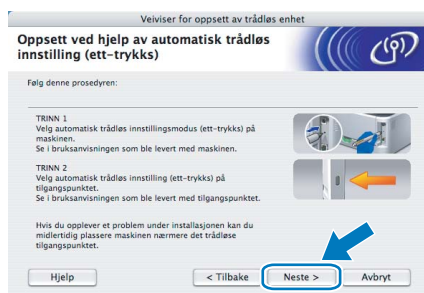 Veiviser for oppsett av trådløs enhet
Oppsett ved hjelp av automatisk trådløs
innstilling (ett-trykks)
Følg denne prosedyren:
TRINN 1
Velg automatisk trådløs innstillingsmodus (ett-trykks) på
maskinen.
Se i bruksanvisningen som ble levert med maskinen.
TRINN 2
Velg automatisk trådløs innstilling (ett-trykks) på
tilgangspunktet.
Se i bruksanvisningen som ble levert med tilgangspunktet.
Hvis du opplever et problem under installasjonen kan du
midlertidig plassere maskinen nærmere det trådløse
tilgangspunktet.
Hjelp
< Tilbake
Neste >
Avbryt